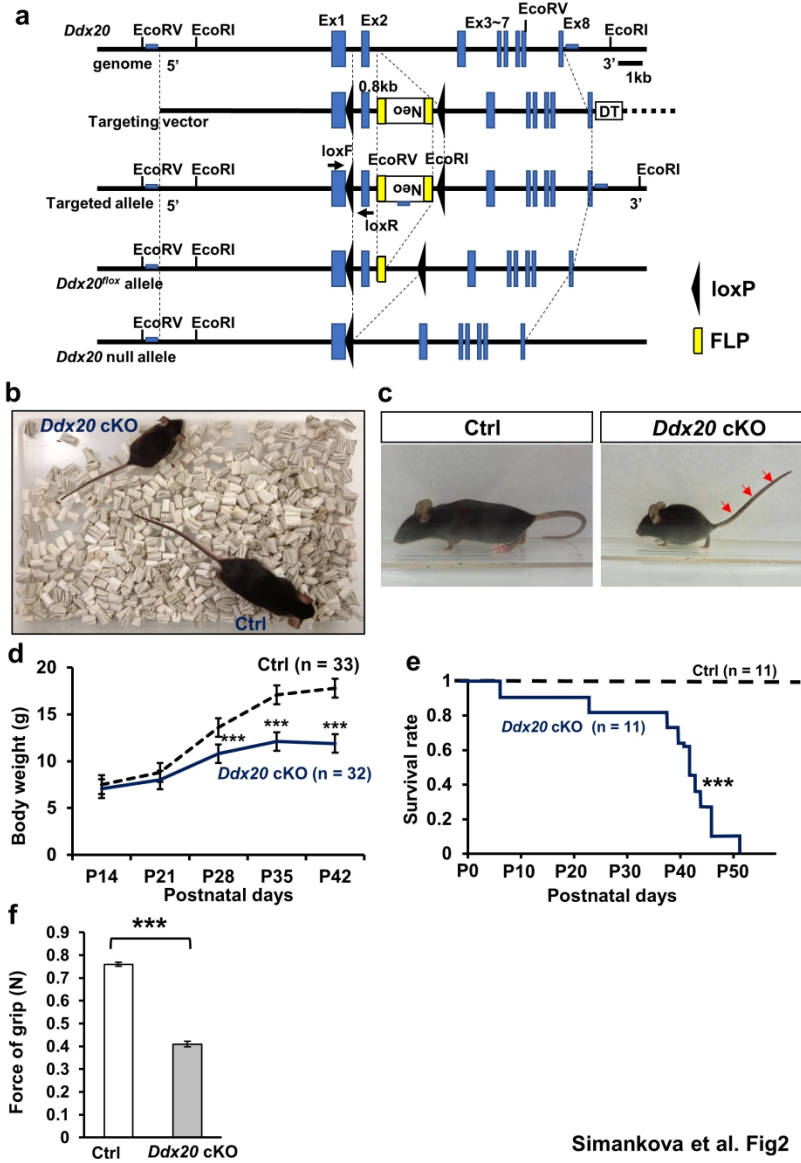 a
Ddx20 genome
EcoRV
EcoRI
Ex1
Ex2
Ex3~7
EcoRV
Ex8
EcoRI
5'
3'
1kb
0.8kb
Neo
DT
Targeting vector
loxF
EcoRV
EcoRI
EcoRV
EcoRI
EcoRI
Neo
Targeted allele
5'
loxR
3'
EcoRV
EcoRI
Ddx20flox allele
loxP
EcoRV
EcoRI
FLP
Ddx20 null allele
b
Ddx20 cKO
Ctrl
c
Ctrl
Ddx20 cKO
d
Body weight (g)
20
15
10
5
0
Ctrl (n = 33)
***
***
***
Ddx20 cKO (n = 32)
P14 P21 P28 P35 P42
Postnatal days
e
Survival rate
1
0.8
0.6
0.4
0.2
0
Ctrl (n = 11)
Ddx20 cKO (n = 11)
***
P0 P10 P20 P30 P40 P50
Postnatal days
f
Force of grip (N)
0.9
0.8
0.7
0.6
0.5
0.4
0.3
0.2
0.1
0
***
Ctrl Ddx20 cKO
Simankova et al. Fig2